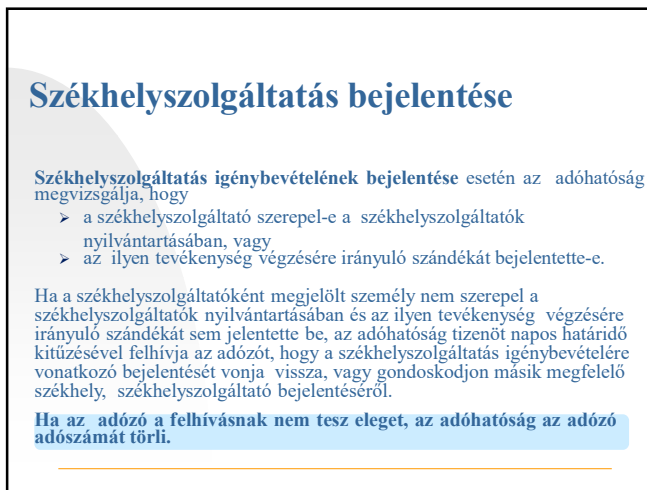 Székhelyszolgáltatás bejelentése
Székhelyszolgáltatás igénybevételének bejelentése esetén az adóhatóság
megvizsgálja, hogy
➢ a székhelyszolgáltató szerepel-e a székhelyszolgáltatók
nyilvántartásában, vagy
➢ az ilyen tevékenység végzésére irányuló szándékát bejelentette-e.
Ha a székhelyszolgáltatóként megjelölt személy nem szerepel a
székhelyszolgáltatók nyilvántartásában és az ilyen tevékenység végzésére
irányuló szándékát sem jelentette be, az adóhatóság tizenöt napos határidő
kitűzésével felhívja az adózót, hogy a székhelyszolgáltatás igénybevételére
vonatkozó bejelentését vonja vissza, vagy gondoskodjon másik megfelelő
székhely, székhelyszolgáltató bejelentéséről.
Ha az adózó a felhívásnak nem tesz eleget, az adóhatóság az adózó
adószámát törli.